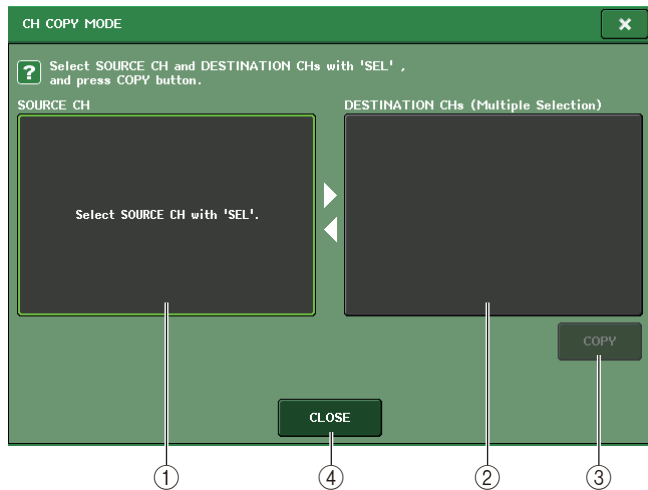 CH COPY MODE
?
Select SOURCE CH and DESTINATION CHs with 'SEL' ,
and press COPY button.
SOURCE CH
DESTINATION CHs (Multiple Selection)
Select SOURCE CH with 'SEL'.
COPY
CLOSE
① ④ ② ③